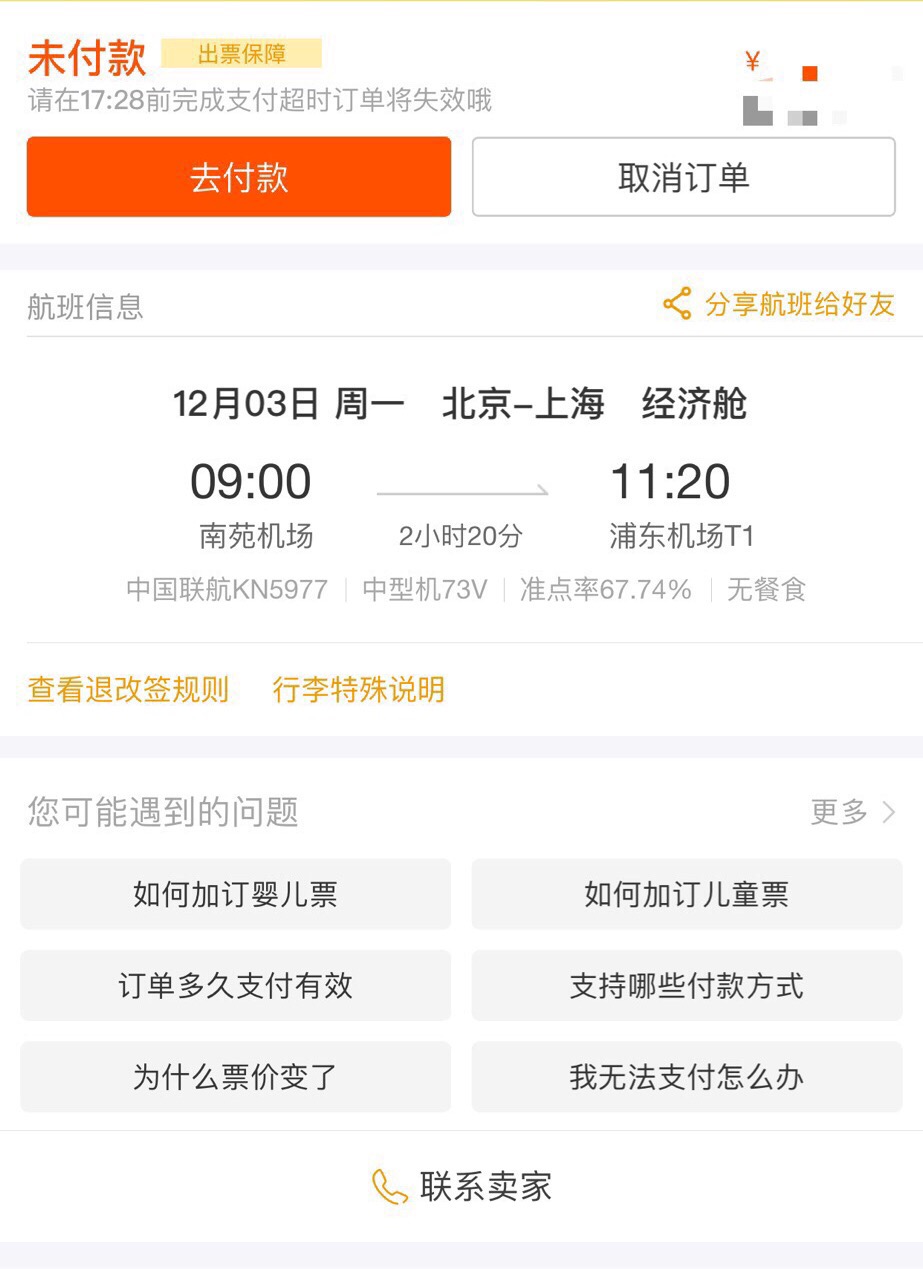 未付款 出票保障
¥
请在17:28前完成支付超时订单将失效哦
去付款 取消订单
航班信息 分享航班给好友
12月03日 周一 北京-上海 经济舱
09:00 11:20
南苑机场 2小时20分 浦东机场T1
中国联航KN5977 中型机73V 准点率67.74% 无餐食
查看退改签规则 行李特殊说明
您可能遇到的问题 更多
如何加订婴儿票 如何加订儿童票
订单多久支付有效 支持哪些付款方式
为什么票价变了 我无法支付怎么办
联系卖家